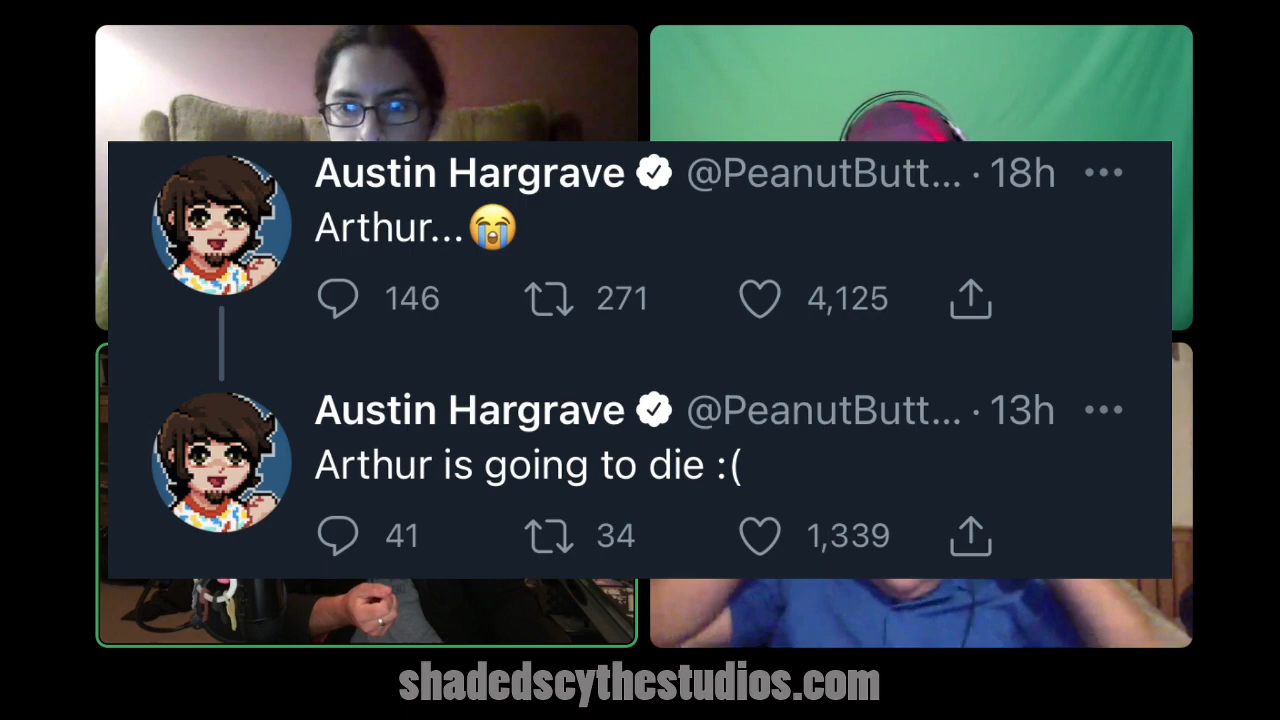 Austin Hargrave @PeanutButt... · 18h
Arthur...😭
146 271 4,125
Austin Hargrave @PeanutButt... · 13h
Arthur is going to die :(
41 34 1,339
shadedscythestudios.com